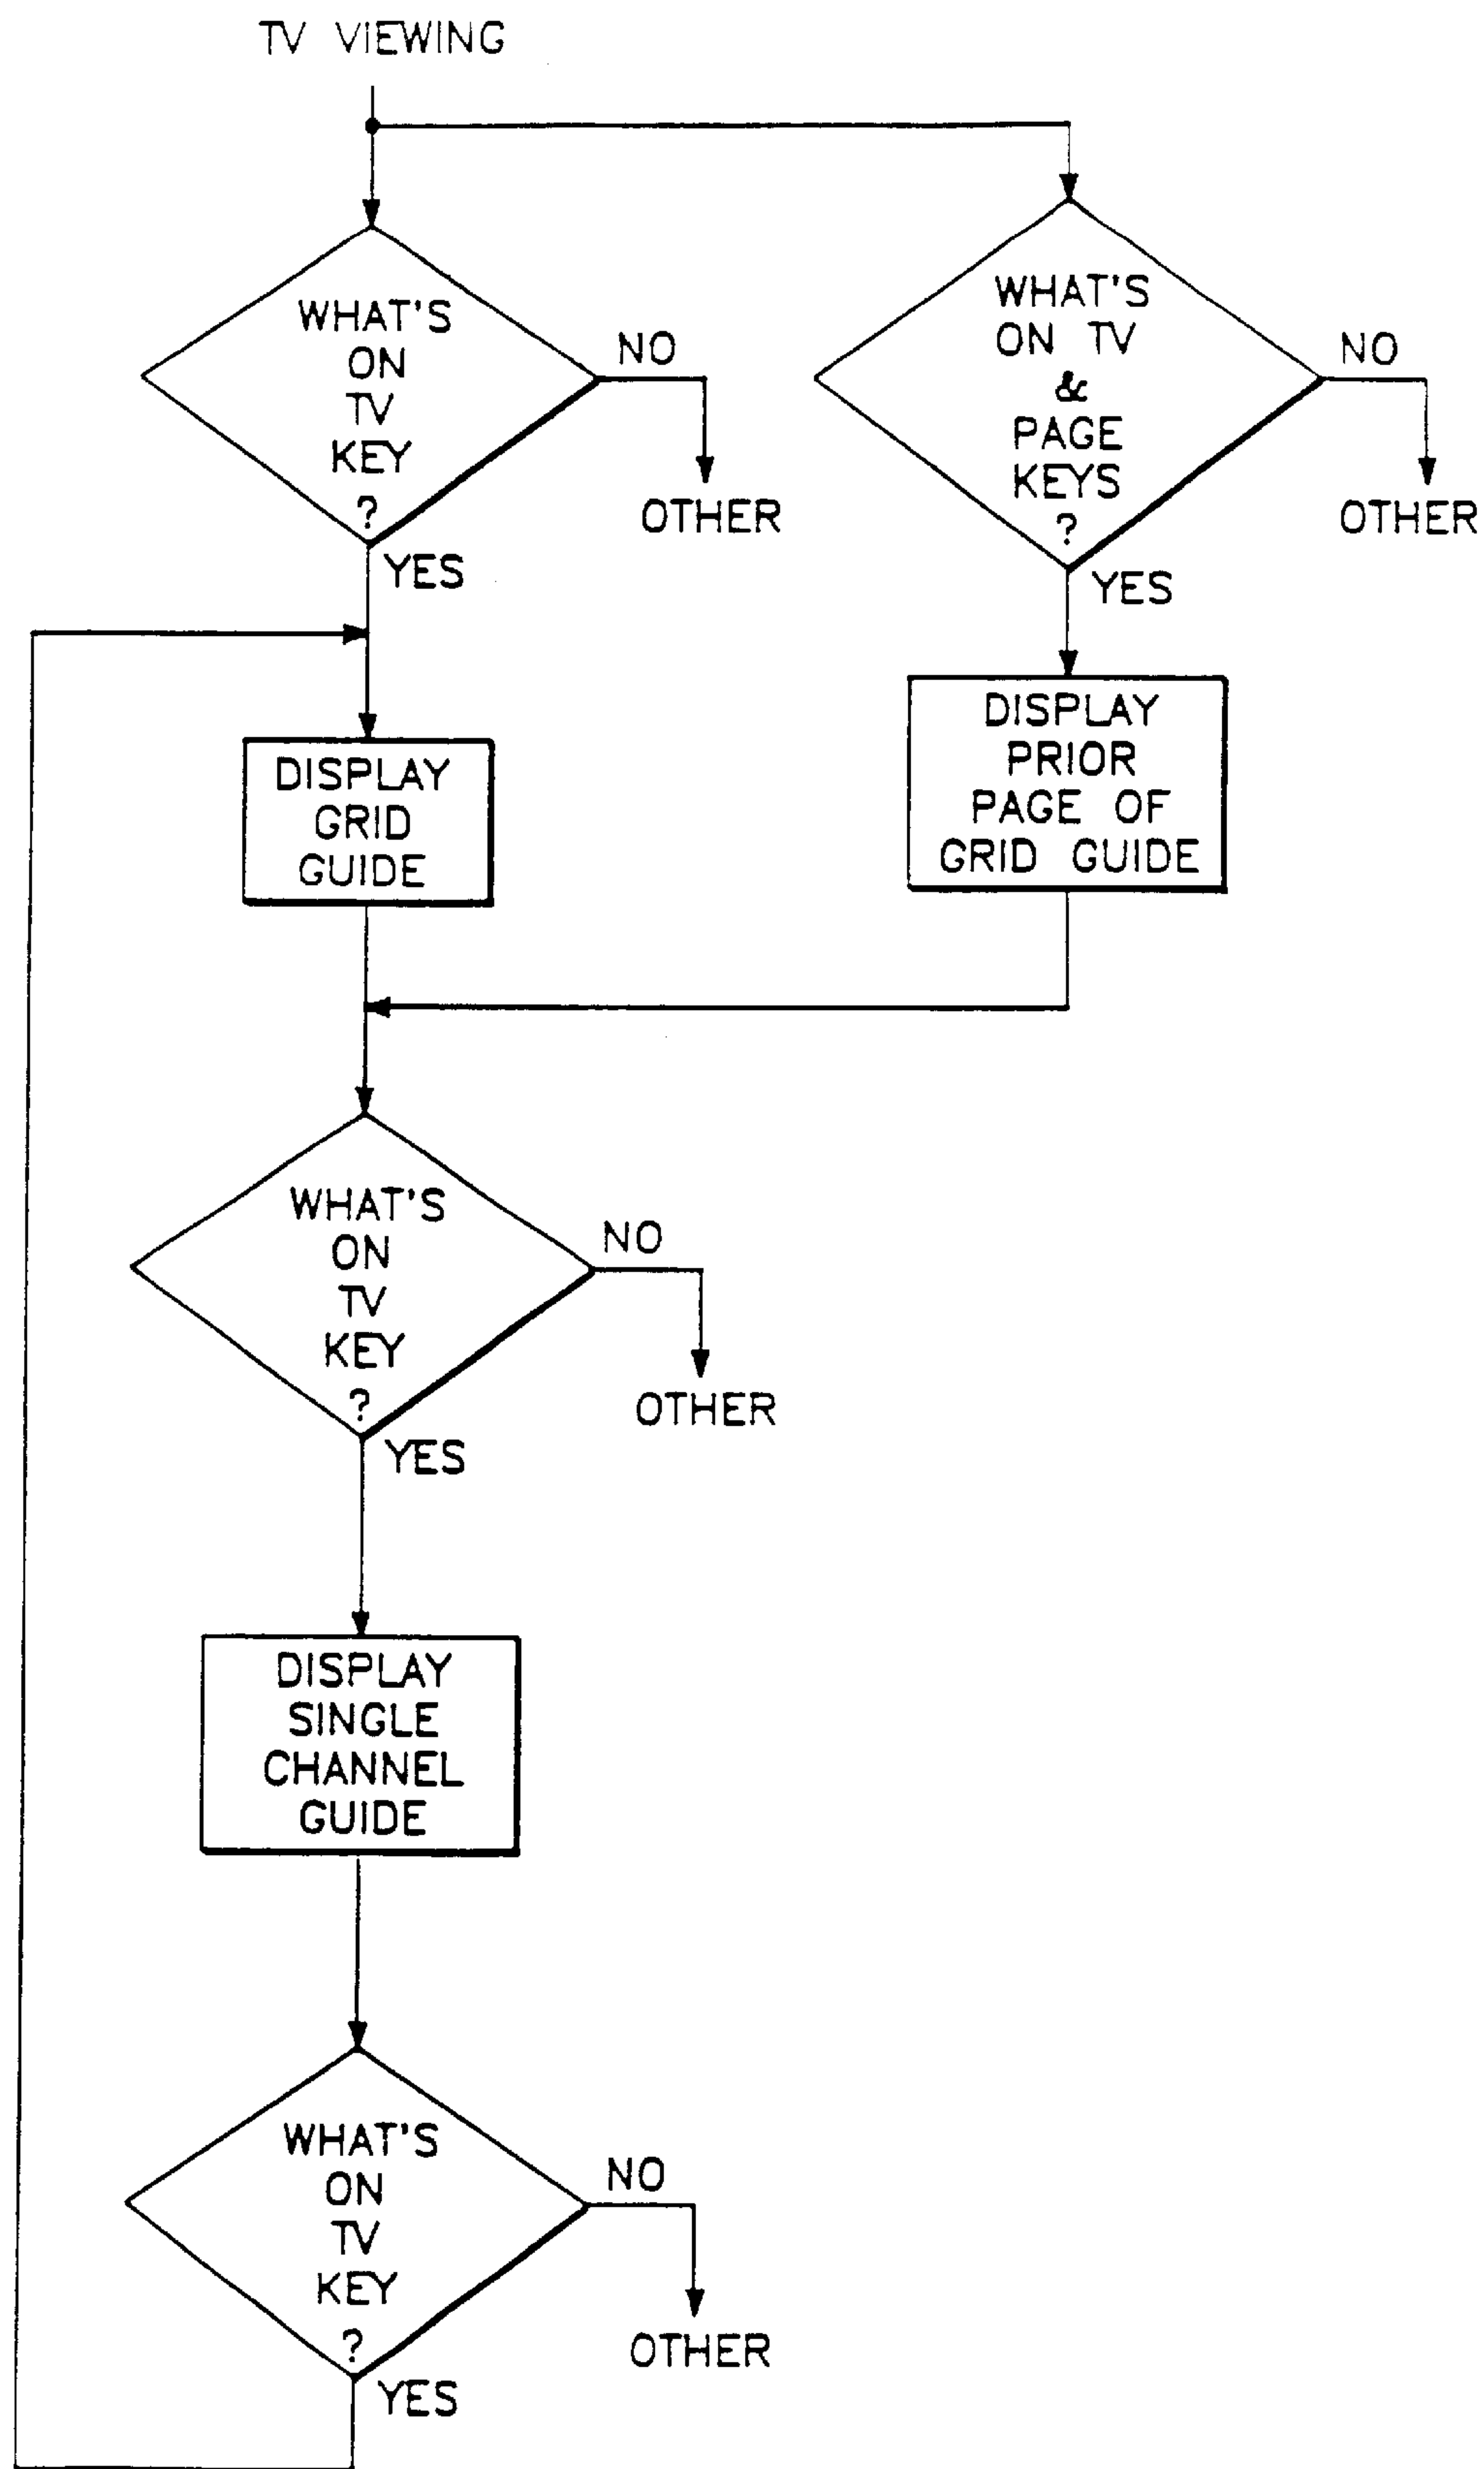 TV VIEWING
WHAT'S
ON
TV
KEY
?
NO
OTHER
YES
WHAT'S
ON TV
&
PAGE
KEYS
?
NO
OTHER
YES
DISPLAY
GRID
GUIDE
DISPLAY
PRIOR
PAGE OF
GRID GUIDE
WHAT'S
ON
TV
KEY
?
NO
OTHER
YES
DISPLAY
SINGLE
CHANNEL
GUIDE
WHAT'S
ON
TV
KEY
?
NO
OTHER
YES